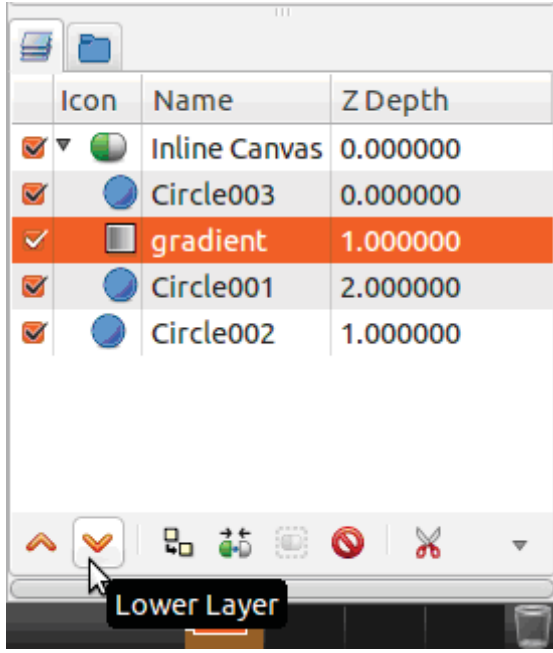 Icon Name Z Depth
Inline Canvas 0.000000
Circle003 0.000000
gradient 1.000000
Circle001 2.000000
Circle002 1.000000
Lower Layer